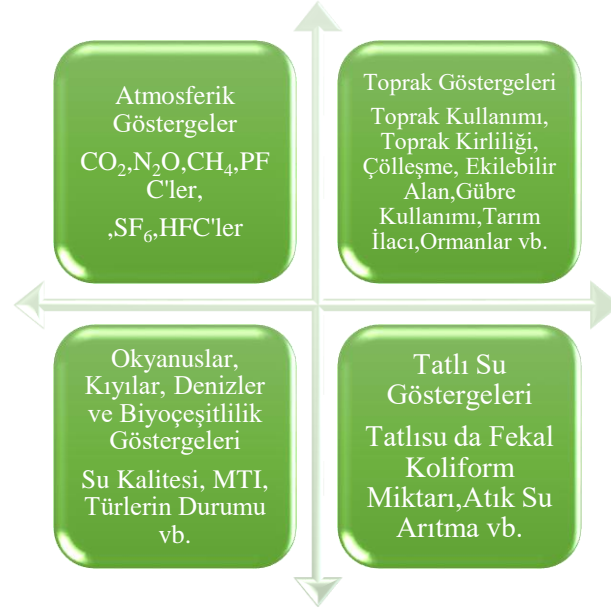 Atmosferik
Göstergeler
CO₂,N₂O,CH₄,PF
C'ler,
,SF₆,HFC'ler
Toprak Göstergeleri
Toprak Kullanımı,
Toprak Kirliliği,
Çölleşme, Ekilebilir
Alan,Gübre
Kullanımı,Tarım
İlacı,Ormanlar vb.
Okyanuslar,
Kıyılar, Denizler
ve Biyoçeşitlilik
Göstergeleri
Su Kalitesi, MTI,
Türlerin Durumu
vb.
Tatlı Su
Göstergeleri
Tatlısu da Fekal
Koliform
Miktarı,Atık Su
Arıtma vb.